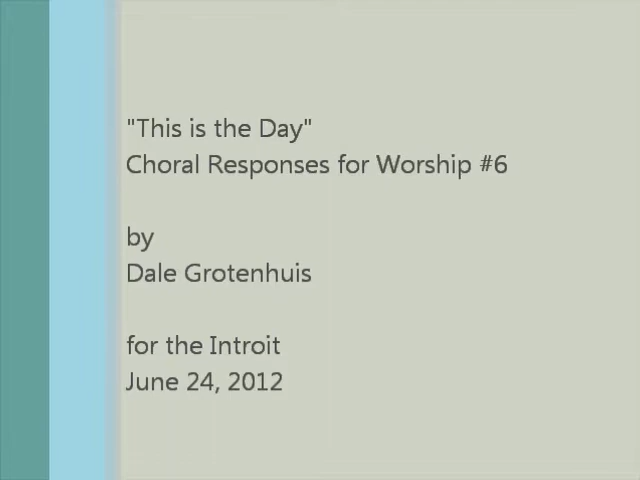 "This is the Day"
Choral Responses for Worship #6
by
Dale Grotenhuis
for the Introit
June 24, 2012